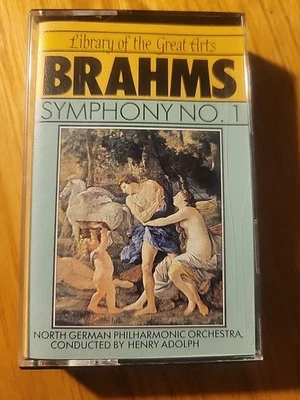 Library of the Great Arts
BRAHMS
SYMPHONY NO. 1
NORTH GERMAN PHILHARMONIC ORCHESTRA,
CONDUCTED BY HENRY ADOLPH